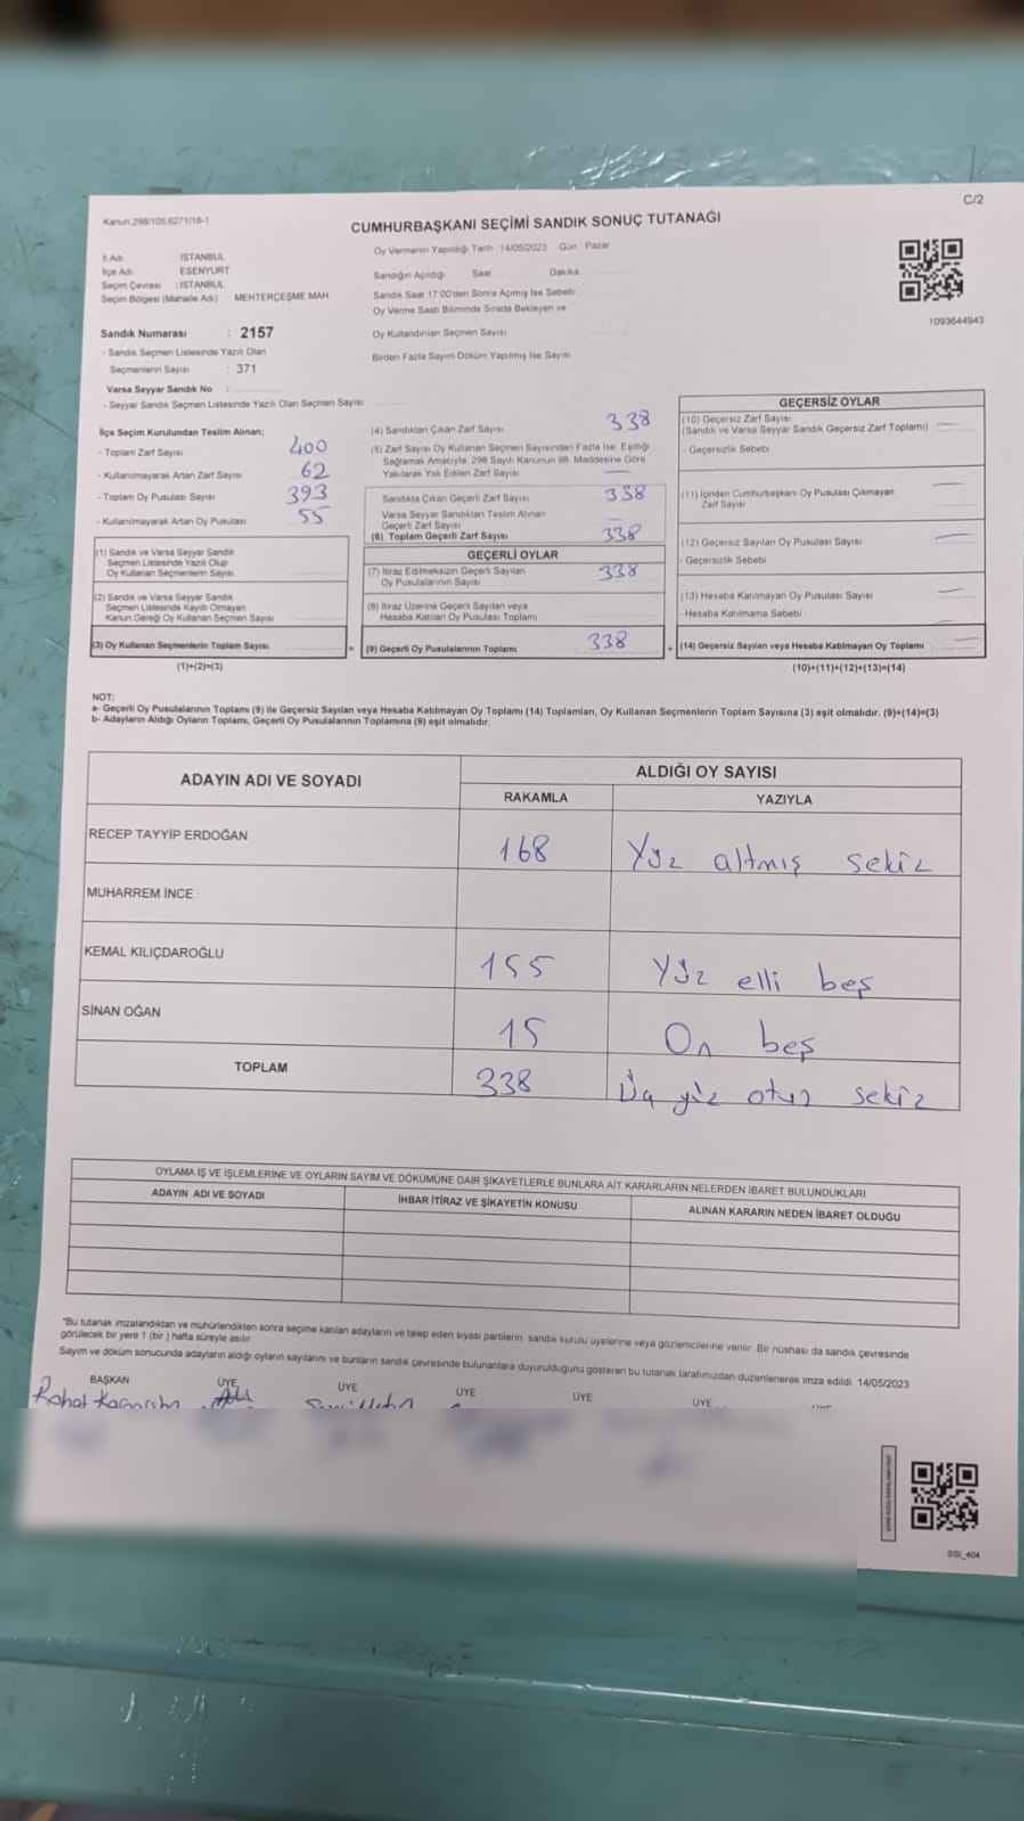 C/2
Kanun:298/105,6271/18-1
CUMHURBAŞKANI SEÇİMİ SANDIK SONUÇ TUTANAĞI
İl Adı : İSTANBUL
İlçe Adı : ESENYURT
Seçim Çevresi : İSTANBUL
Seçim Bölgesi (Mahalle Adı) MEHTERÇEŞME MAH
Sandık Numarası : 2157
- Sandık Seçmen Listesinde Yazılı Olan
Seçmenlerin Sayısı : 371
Varsa Seyyar Sandık No :
- Seyyar Sandık Seçmen Listesinde Yazılı Olan Seçmen Sayısı
Oy Vermenin Yapıldığı Tarih 14/05/2023 Gün : Pazar
Sandığın Açıldığı Saat Dakika
Sandık Saat 17:00'den Sonra Açılmış İse Sebebi
Oy Verme Saati Bitiminde Sırada Bekleyen ve
Oy Kullandırılan Seçmen Sayısı
Birden Fazla Sayım Döküm Yapılmış İse Sayısı
1093644943
İlçe Seçim Kurulundan Teslim Alınan;
- Toplam Zarf Sayısı 400
- Kullanılmayarak Artan Zarf Sayısı 62
- Toplam Oy Pusulası Sayısı 393
- Kullanılmayarak Artan Oy Pusulası 55
(1) Sandık ve Varsa Seyyar Sandık
Seçmen Listesinde Yazılı Olup
Oy Kullanan Seçmenlerin Sayısı
(2) Sandık ve Varsa Seyyar Sandık
Seçmen Listesinde Kayıtlı Olmayan
Kanun Gereği Oy Kullanan Seçmen Sayısı
(3) Oy Kullanan Seçmenlerin Toplam Sayısı
(1)+(2)=(3)
(4) Sandıktan Çıkan Zarf Sayısı 338
(5) Zarf Sayısı Oy Kullanan Seçmen Sayısından Fazla İse, Eşitliği
Sağlamak Amacıyla, 298 Sayılı Kanunun 98. Maddesine Göre
Yakılarak Yok Edilen Zarf Sayısı
Sandıkta Çıkan Geçerli Zarf Sayısı 338
Varsa Seyyar Sandıktan Teslim Alınan
Geçerli Zarf Sayısı
(6) Toplam Geçerli Zarf Sayısı 338
GEÇERLİ OYLAR
(7) İtiraz Edilmeksizin Geçerli Sayılan
Oy Pusulalarının Sayısı 338
(8) İtiraz Üzerine Geçerli Sayılan veya
Hesaba Katılan Oy Pusulası Toplamı
(9) Geçerli Oy Pusulalarının Toplamı 338
GEÇERSİZ OYLAR
(10) Geçersiz Zarf Sayısı
(Sandık ve Varsa Seyyar Sandık Geçersiz Zarf Toplamı)
- Geçersizlik Sebebi
(11) İçinden Cumhurbaşkanı Oy Pusulası Çıkmayan
Zarf Sayısı
(12) Geçersiz Sayılan Oy Pusulası Sayısı
- Geçersizlik Sebebi
(13) Hesaba Katılmayan Oy Pusulası Sayısı
- Hesaba Katılmama Sebebi
(14) Geçersiz Sayılan veya Hesaba Katılmayan Oy Toplamı
(10)+(11)+(12)+(13)=(14)
NOT:
a- Geçerli Oy Pusulalarının Toplamı (9) ile Geçersiz Sayılan veya Hesaba Katılmayan Oy Toplamı (14) Toplamları, Oy Kullanan Seçmenlerin Toplam Sayısına (3) eşit olmalıdır. (9)+(14)=(3)
b- Adayların Aldığı Oyların Toplamı, Geçerli Oy Pusulalarının Toplamına (9) eşit olmalıdır.
ADAYIN ADI VE SOYADI ALDIĞI OY SAYISI
RAKAMLA YAZIYLA
RECEP TAYYİP ERDOĞAN 168 Yüz altmış sekiz
MUHARREM İNCE
KEMAL KILIÇDAROĞLU 155 Yüz elli beş
SİNAN OĞAN 15 On beş
TOPLAM 338 Üç yüz otuz sekiz
OYLAMA İŞ VE İŞLEMLERİNE VE OYLARIN SAYIM VE DÖKÜMÜNE DAİR ŞİKAYETLERLE BUNLARA AİT KARARLARIN NELERDEN İBARET BULUNDUKLARI
ADAYIN ADI VE SOYADI İHBAR İTİRAZ VE ŞİKAYETİN KONUSU ALINAN KARARIN NEDEN İBARET OLDUĞU
"Bu tutanak imzalandıktan ve mühürlendikten sonra seçime katılan adayların ve talep eden siyasi partilerin sandık kurulu üyelerine veya gözlemcilerine verilir. Bir nüshası da sandık çevresinde
görülecek bir yere 1 (bir) hafta süreyle asılır.
Sayım ve döküm sonucunda adayların aldığı oyların sayılarını ve bunların sandık çevresinde bulunanlara duyurulduğunu gösteren bu tutanak tarafımızdan düzenlenerek imza edildi. 14/05/2023
BAŞKAN ÜYE ÜYE ÜYE ÜYE ÜYE